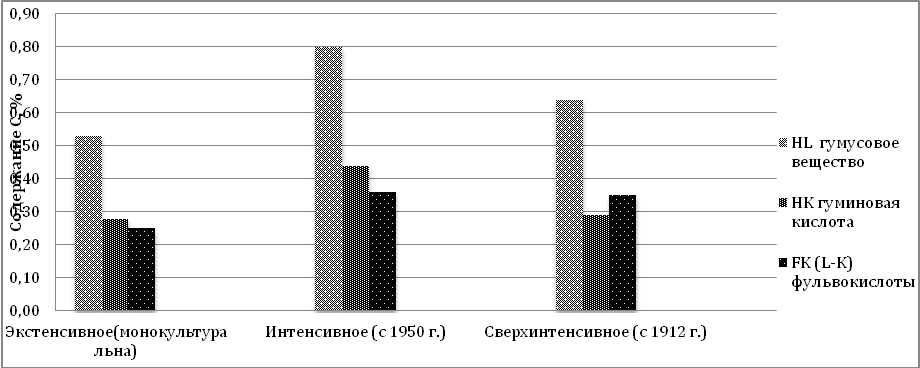 0,90
0,80
0,70
0,60
0,50
0,40
0,30
0,20
0,10
0,00
Содержание С, %
Экстенсивное(монокультура
льна)
Интенсивное (с 1950 г.)
Сверхинтенсивное (с 1912 г.)
HL гумусовое
вещество
НК гуминовая
кислота
FK (L-K)
фульвокислоты